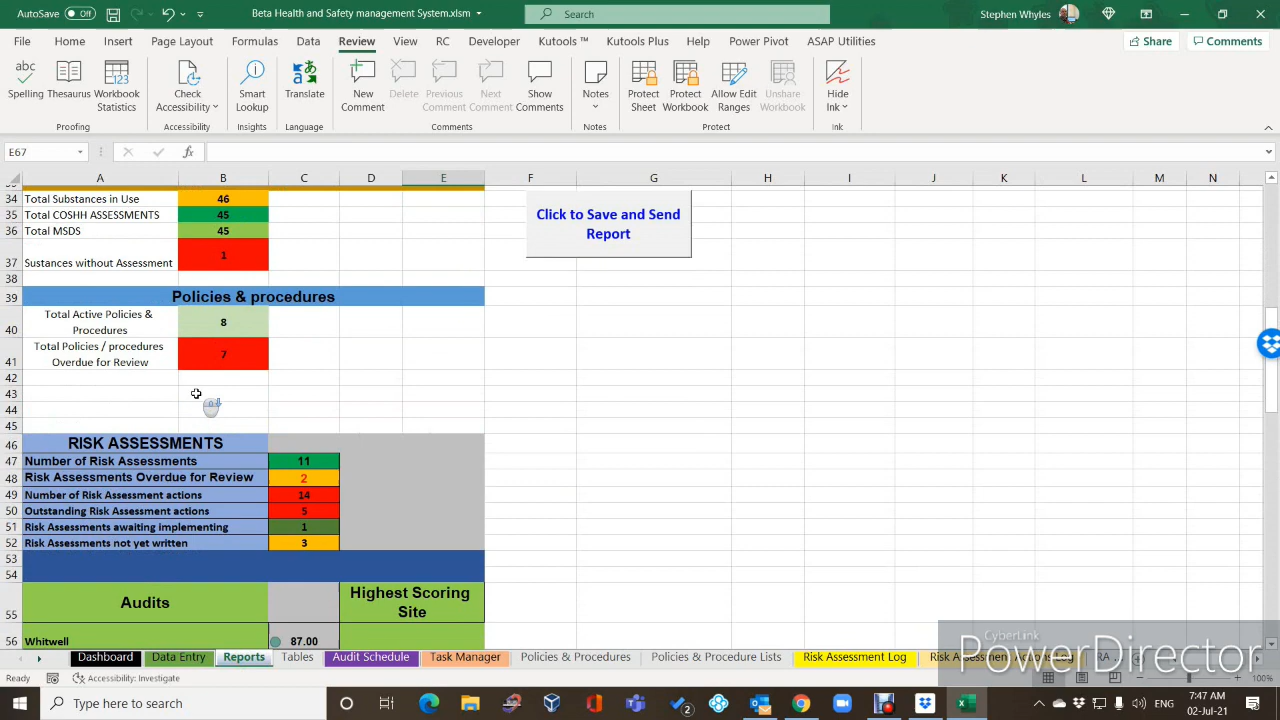 AutoSave Off Beta Health and Safety management System.xlsm Search Stephen Whyles
File Home Insert Page Layout Formulas Data Review View RC Developer Kutools ™ Kutools Plus Help Power Pivot ASAP Utilities Share Comments
Spelling Thesaurus Workbook Statistics Check Accessibility Smart Lookup Translate New Comment Delete Previous Comment Next Comment Show Comments Notes Protect Sheet Protect Workbook Allow Edit Ranges Unshare Workbook Hide Ink
Proofing Accessibility Insights Language Comments Notes Protect Ink
E67 fx
A B C D E F G H I J K L M N
34 Total Substances in Use 46
35 Total COSHH ASSESSMENTS 45
36 Total MSDS 45
37 Sustances without Assessment 1
Click to Save and Send
Report
38
39 Policies & procedures
40 Total Active Policies & Procedures 8
41 Total Policies / procedures Overdue for Review 7
42
43
44
45
46 RISK ASSESSMENTS
47 Number of Risk Assessments 11
48 Risk Assessments Overdue for Review 2
49 Number of Risk Assessment actions 14
50 Outstanding Risk Assessment actions 5
51 Risk Assessments awaiting implementing 1
52 Risk Assessments not yet written 3
53
54
55 Audits Highest Scoring Site
56 Whitwell 87.00
Dashboard Data Entry Reports Tables Audit Schedule Task Manager Policies & Procedures Policies & Procedure Lists Risk Assessment Log
CyberLink
PowerDirector
Ready Accessibility: Investigate 100%
Type here to search 2 ENG 7:47 AM
02-Jul-21